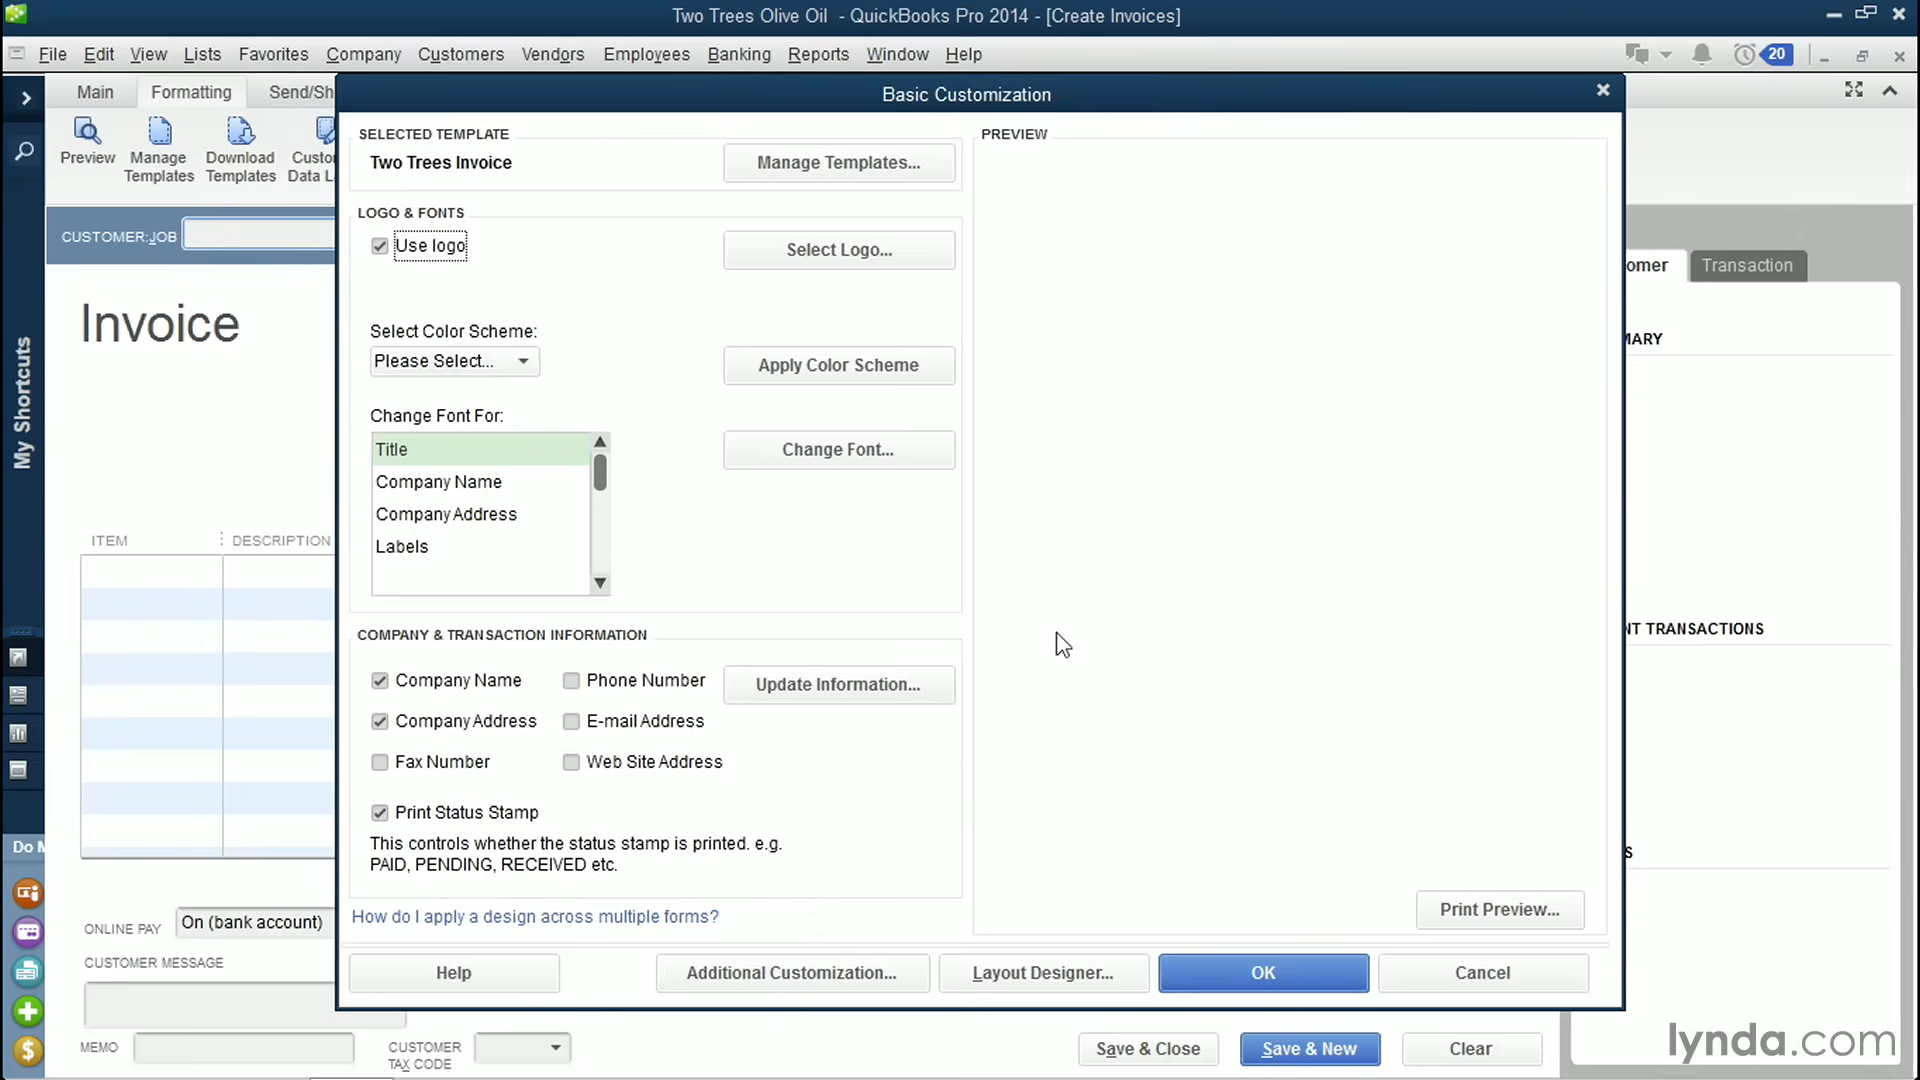 Two Trees Olive Oil - QuickBooks Pro 2014 - [Create Invoices]
File Edit View Lists Favorites Company Customers Vendors Employees Banking Reports Window Help
20
Main Formatting Send/Sh
Preview
Manage Templates
Download Templates
Custo
Data L
CUSTOMER:JOB
Invoice
ITEM DESCRIPTION
My Shortcuts
Do M
ONLINE PAY On (bank account)
CUSTOMER MESSAGE
MEMO
CUSTOMER TAX CODE
Basic Customization
SELECTED TEMPLATE
Two Trees Invoice
Manage Templates...
LOGO & FONTS
Use logo
Select Logo...
Select Color Scheme:
Please Select...
Apply Color Scheme
Change Font For:
Title
Company Name
Company Address
Labels
Change Font...
COMPANY & TRANSACTION INFORMATION
Company Name Phone Number
Update Information...
Company Address E-mail Address
Fax Number Web Site Address
Print Status Stamp
This controls whether the status stamp is printed. e.g.
PAID, PENDING, RECEIVED etc.
How do I apply a design across multiple forms?
PREVIEW
Print Preview...
Help Additional Customization... Layout Designer... OK Cancel
omer Transaction
MARY
NT TRANSACTIONS
S
Save & Close Save & New Clear
lynda.com